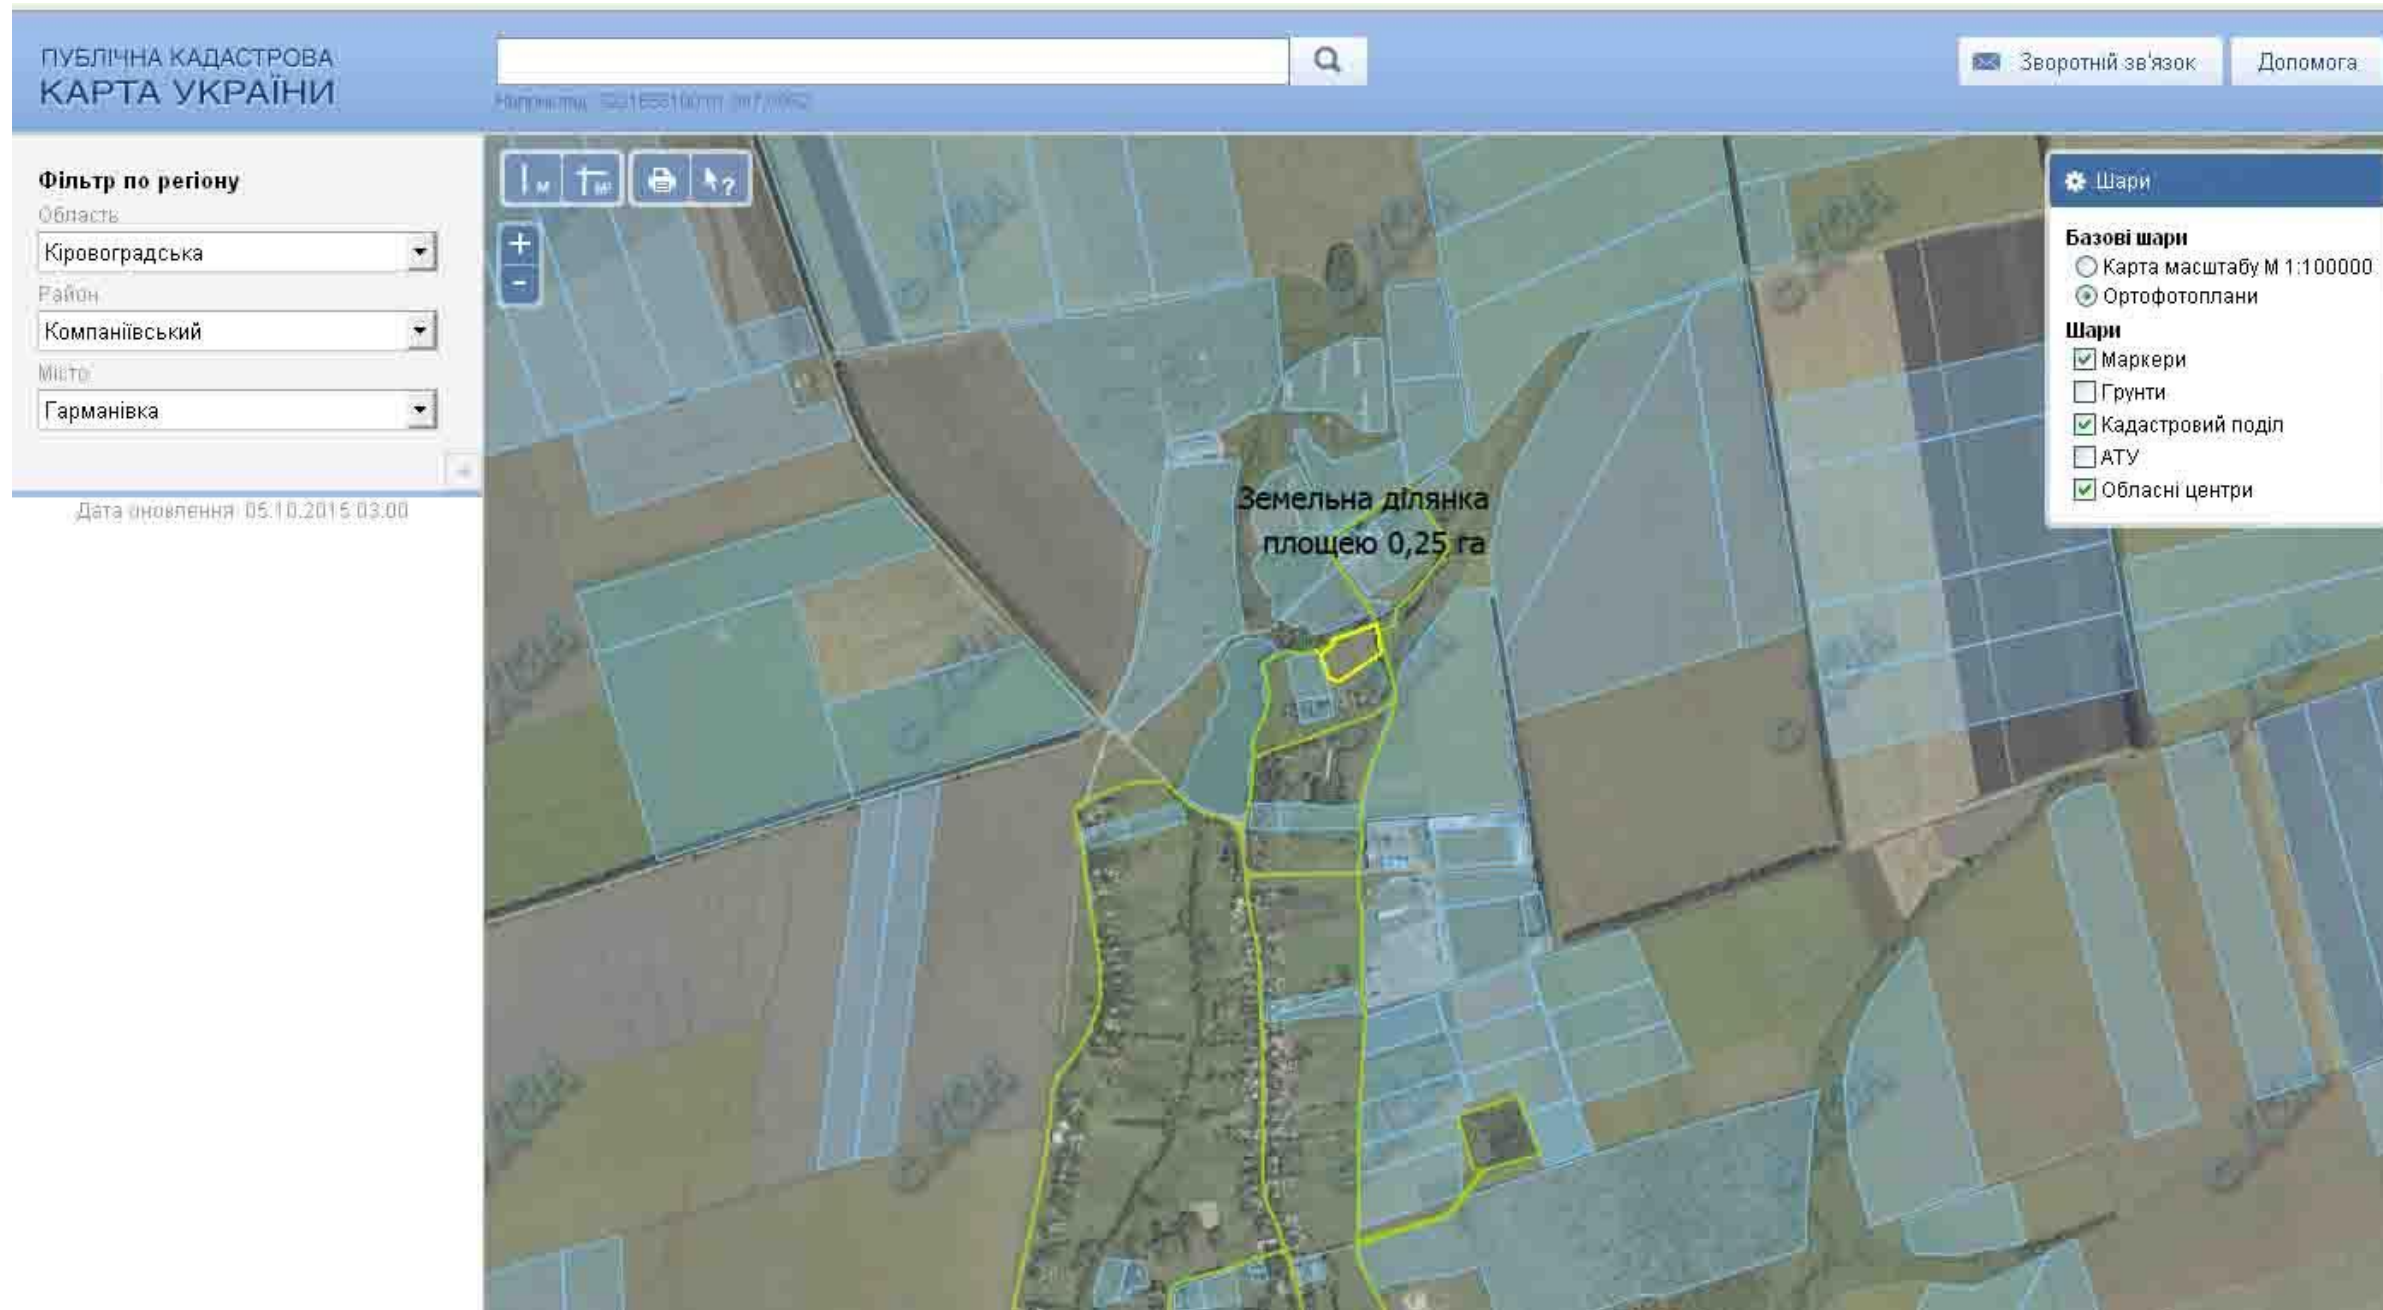 ПУБЛІЧНА КАДАСТРОВА
КАРТА УКРАЇНИ
Зворотній зв'язок
Допомога
Фільтр по регіону
Область
Кіровоградська
Район
Компаніївський
Місто
Гарманівка
Дата оновлення: 05.10.2015 03:00
М
М²
?
+
-
Земельна ділянка
площею 0,25 га
Шари
Базові шари
Карта масштабу М 1:100000
Ортофотоплани
Шари
Маркери
Грунти
Кадастровий поділ
АТУ
Обласні центри